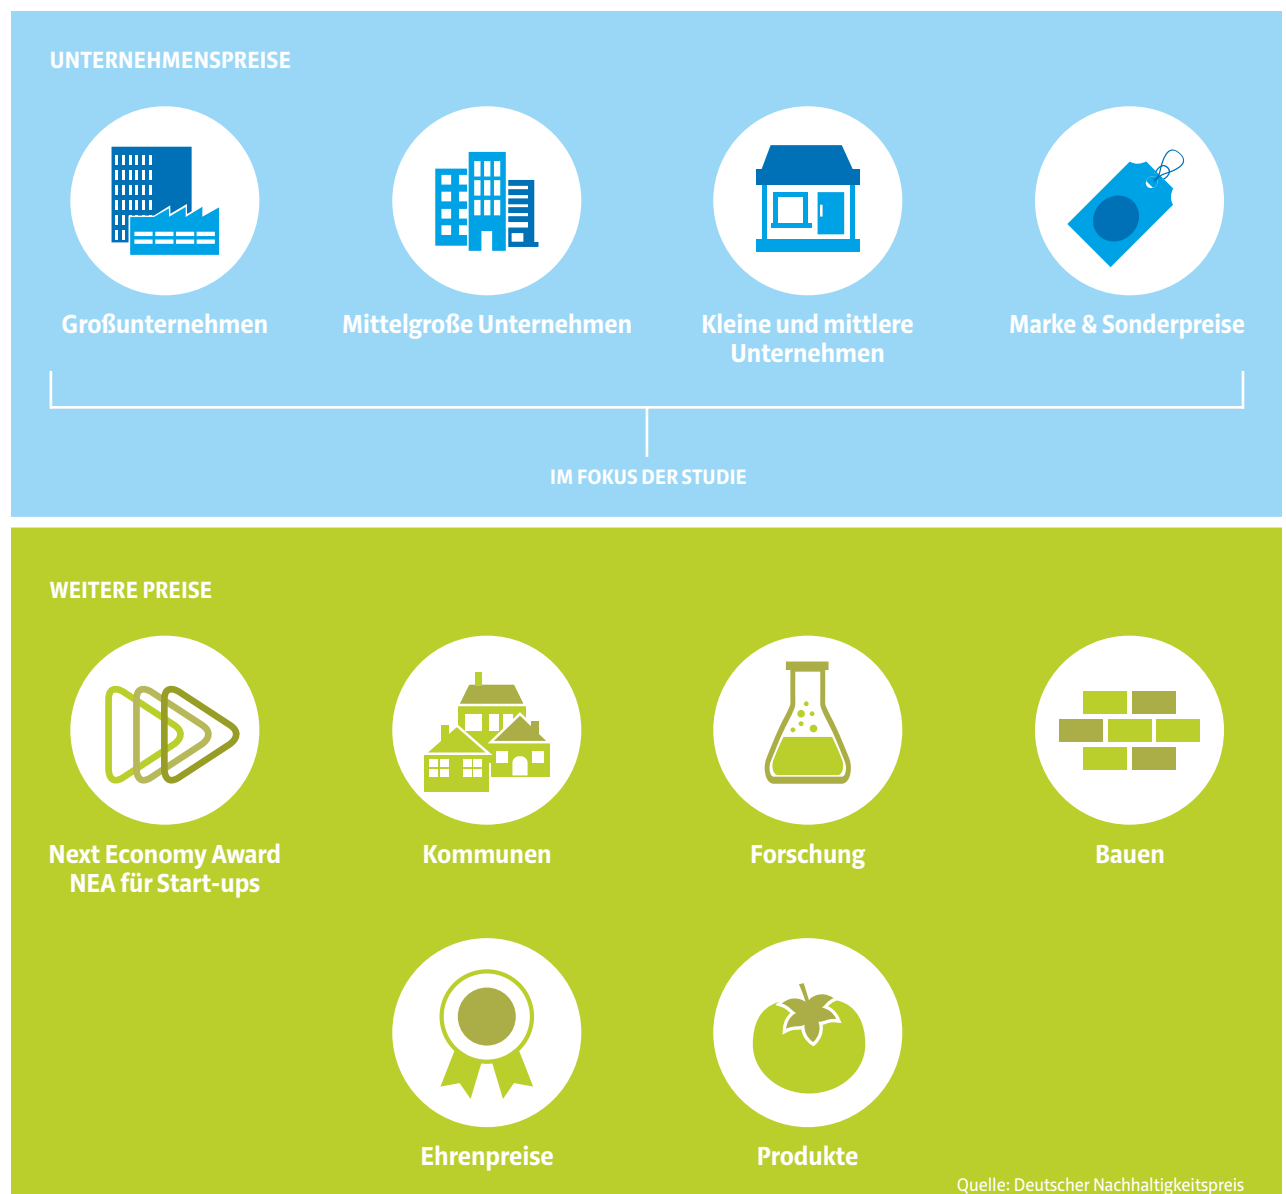 UNTERNEHMENSPREISE
Großunternehmen
Mittelgroße Unternehmen
Kleine und mittlere
Unternehmen
Marke & Sonderpreise
IM FOKUS DER STUDIE
WEITERE PREISE
Next Economy Award
NEA für Start-ups
Kommunen
Forschung
Bauen
Ehrenpreise
Produkte
Quelle: Deutscher Nachhaltigkeitspreis